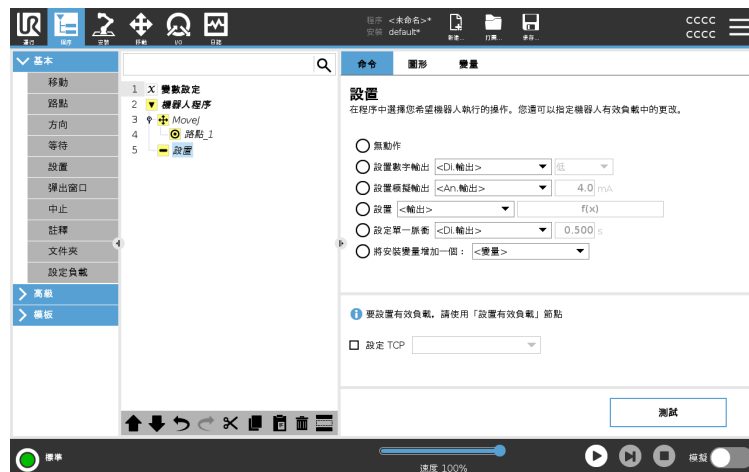 UR
運行
程序
安裝
移動
I/O
日誌
程序 <未命名>*
安裝 default*
新建...
打開...
保存...
cccc
cccc
基本
移動
路點
方向
等待
設置
彈出窗口
中止
註釋
文件夾
設定負載
高級
模板
1 X 變數設定
2 機器人程序
3 MoveJ
4 路點_1
5 設置
命令 圖形 變量
設置
在程序中選擇您希望機器人執行的操作。您還可以指定機器人有效負載中的更改。
無動作
設置數字輸出 <Di.輸出> 低
設置模擬輸出 <An.輸出> 4.0 mA
設置 <輸出> f(x)
設定單一脈衝 <Di.輸出> 0.500 s
將安裝變量增加一個： <變量>
要設置有效負載，請使用「設置有效負載」節點
設定 TCP
測試
標準
速度 100%
模擬